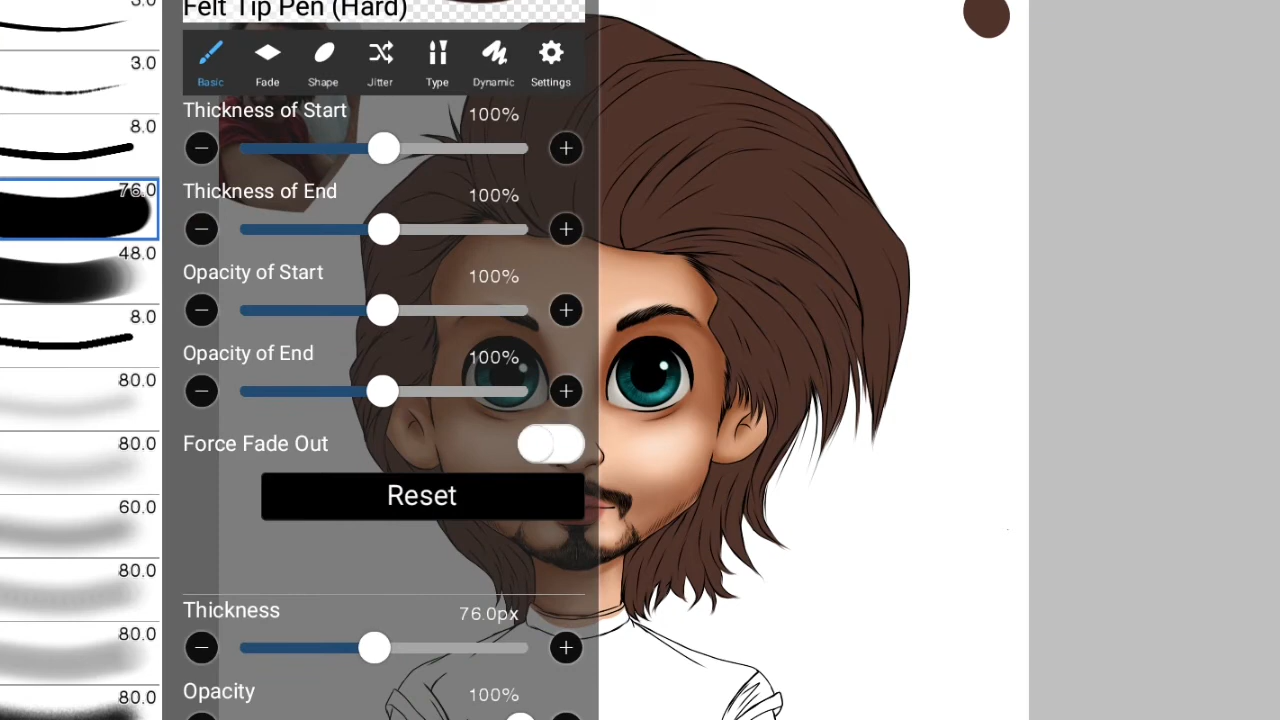 Felt Tip Pen (Hard)
Basic
Fade
Shape
Jitter
Type
Dynamic
Settings
Thickness of Start
100%
Thickness of End
100%
Opacity of Start
100%
Opacity of End
100%
Force Fade Out
Reset
Thickness
76.0px
Opacity
100%
3.0
3.0
8.0
76.0
48.0
8.0
80.0
80.0
60.0
80.0
80.0
80.0